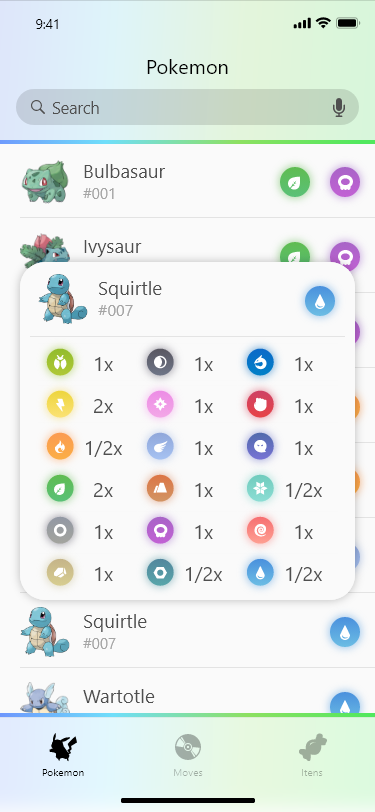 9:41
Pokemon
Search
Bulbasaur
#001
Ivysaur
Squirtle
#007
1x 1x 1x
2x 1x 1x
1/2x 1x 1x
2x 1x 1/2x
1x 1x 1x
1x 1/2x 1/2x
Squirtle
#007
Wartotle
Pokemon Moves Itens